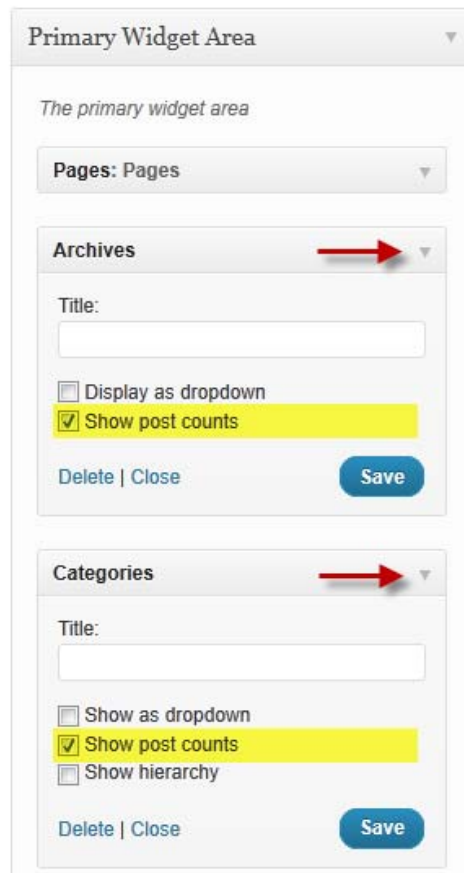 Primary Widget Area
The primary widget area
Pages: Pages
Archives
Title:
Display as dropdown
Show post counts
Delete | Close
Save
Categories
Title:
Show as dropdown
Show post counts
Show hierarchy
Delete | Close
Save